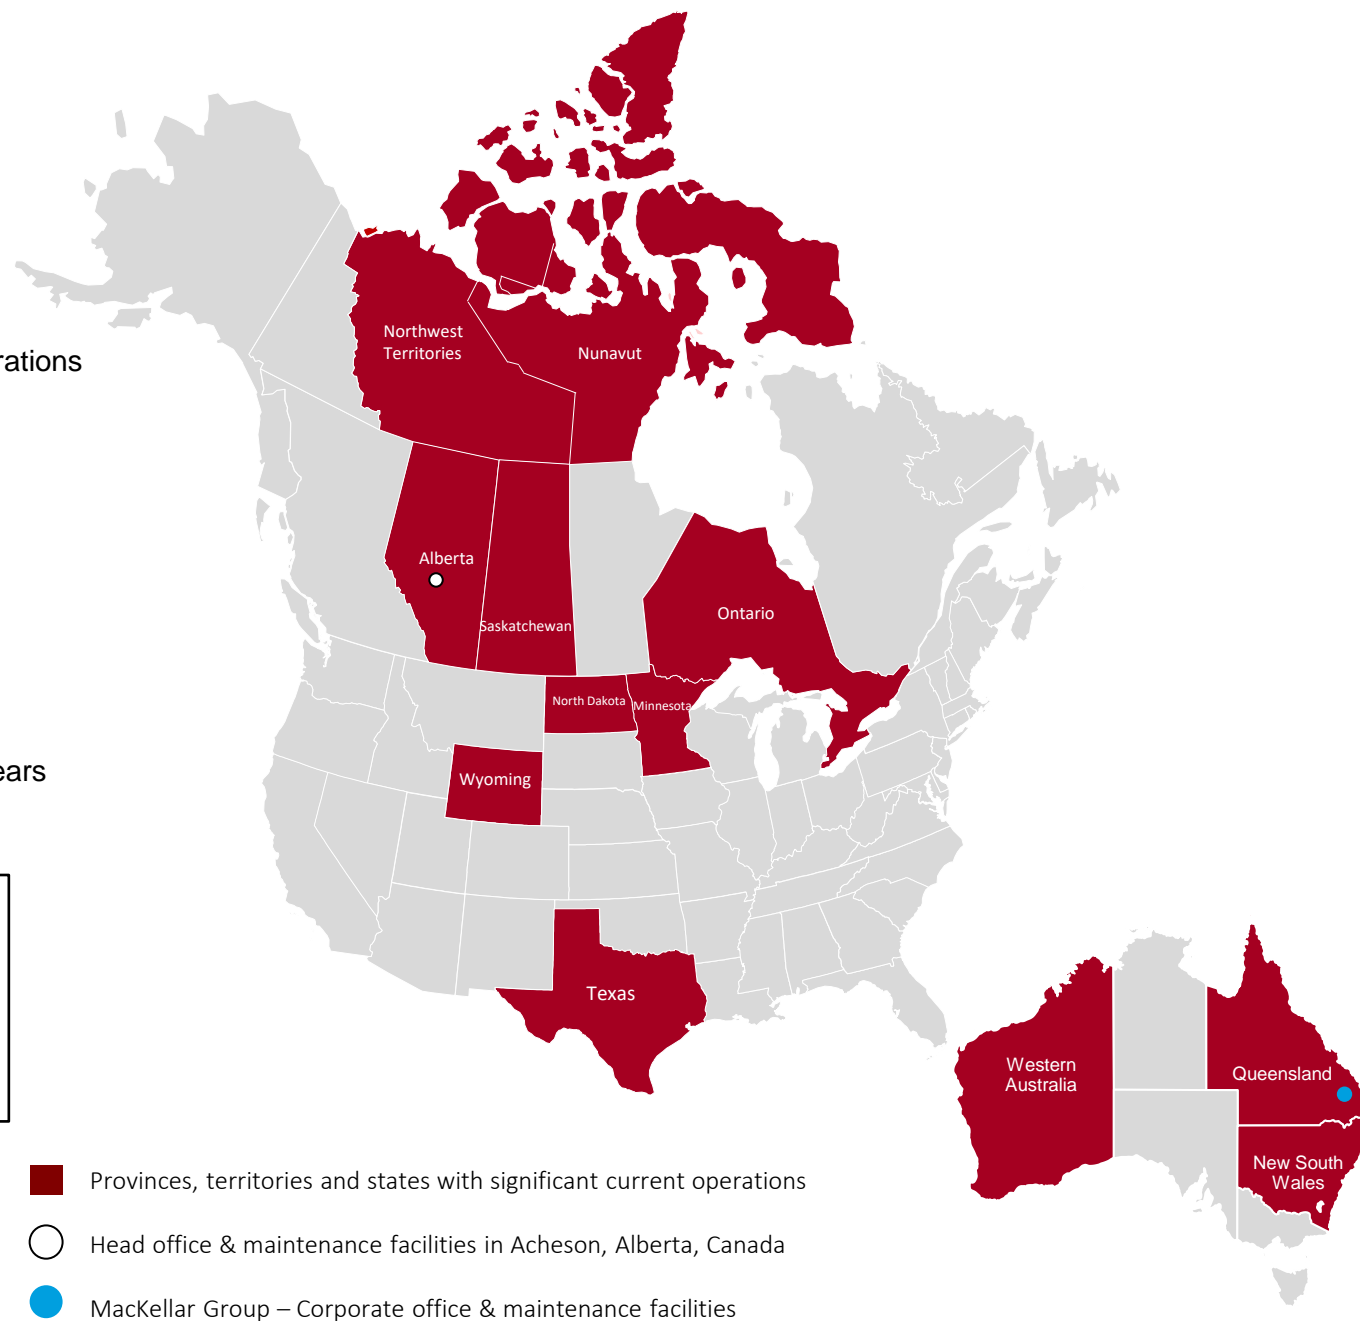 Northwest
Territories
Nunavut
rations
Alberta
Saskatchewan
Ontario
North Dakota
Minnesota
ears
Wyoming
Texas
Western
Australia
Queensland
New South
Wales
Provinces, territories and states with significant current operations
Head office & maintenance facilities in Acheson, Alberta, Canada
MacKellar Group – Corporate office & maintenance facilities